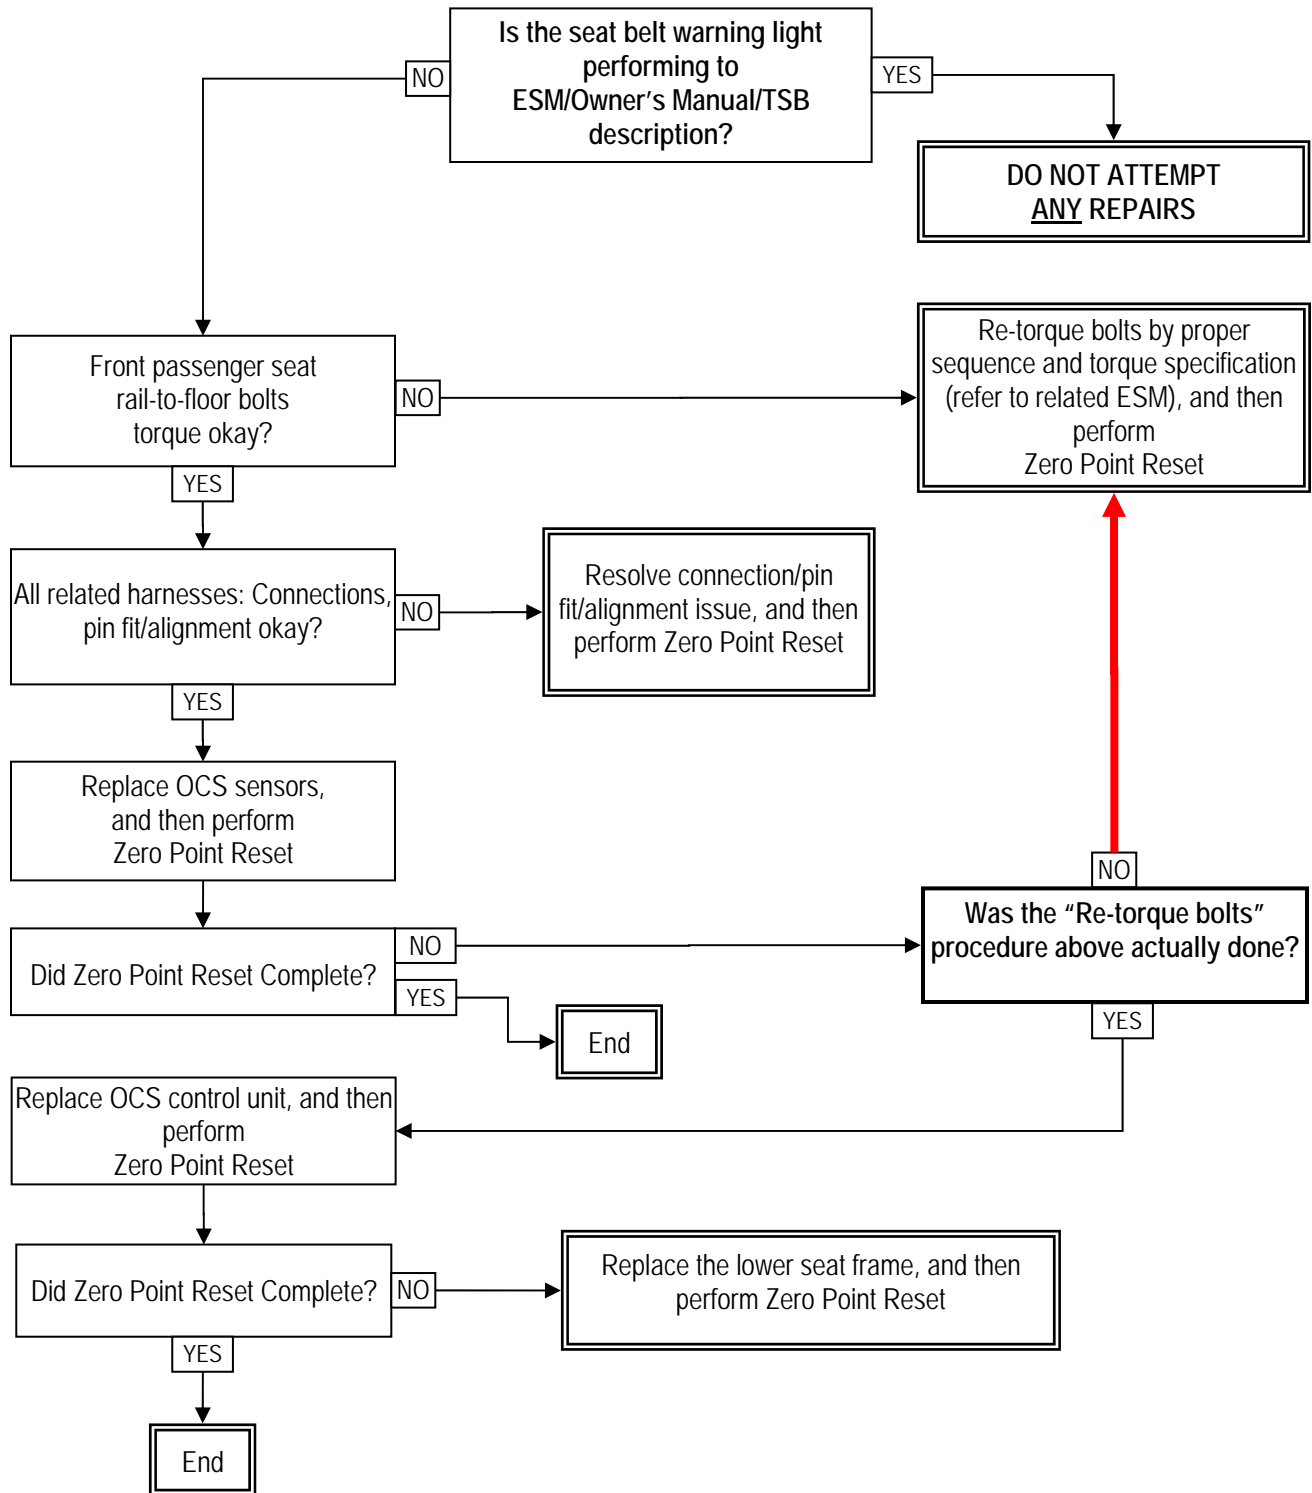 Is the seat belt warning light
performing to
ESM/Owner’s Manual/TSB
description?
NO
YES
DO NOT ATTEMPT
ANY REPAIRS
Front passenger seat
rail-to-floor bolts
torque okay?
NO
YES
Re-torque bolts by proper
sequence and torque specification
(refer to related ESM), and then
perform
Zero Point Reset
All related harnesses: Connections,
pin fit/alignment okay?
NO
YES
Resolve connection/pin
fit/alignment issue, and then
perform Zero Point Reset
Replace OCS sensors,
and then perform
Zero Point Reset
Did Zero Point Reset Complete?
NO
YES
End
NO
Was the “Re-torque bolts”
procedure above actually done?
YES
Replace OCS control unit, and then
perform
Zero Point Reset
Did Zero Point Reset Complete?
NO
YES
Replace the lower seat frame, and then
perform Zero Point Reset
End